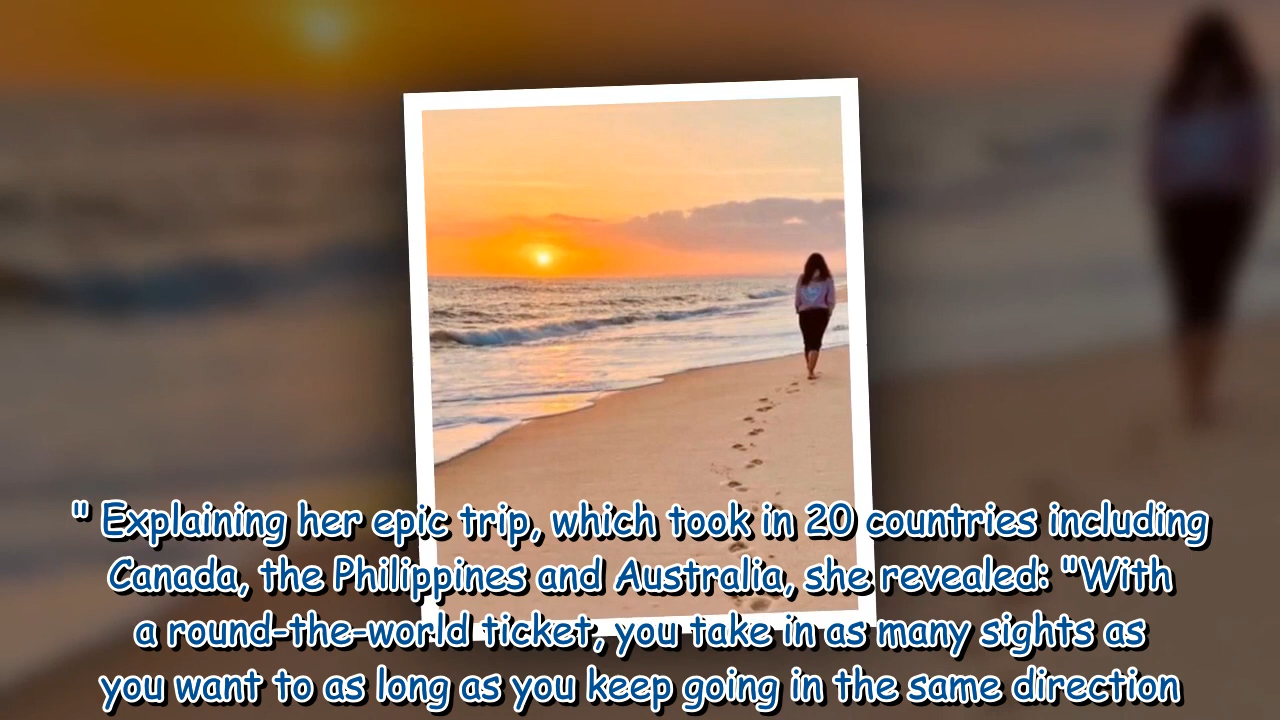 " Explaining her epic trip, which took in 20 countries including
Canada, the Philippines and Australia, she revealed: "With
a round-the-world ticket, you take in as many sights as
you want to as long as you keep going in the same direction